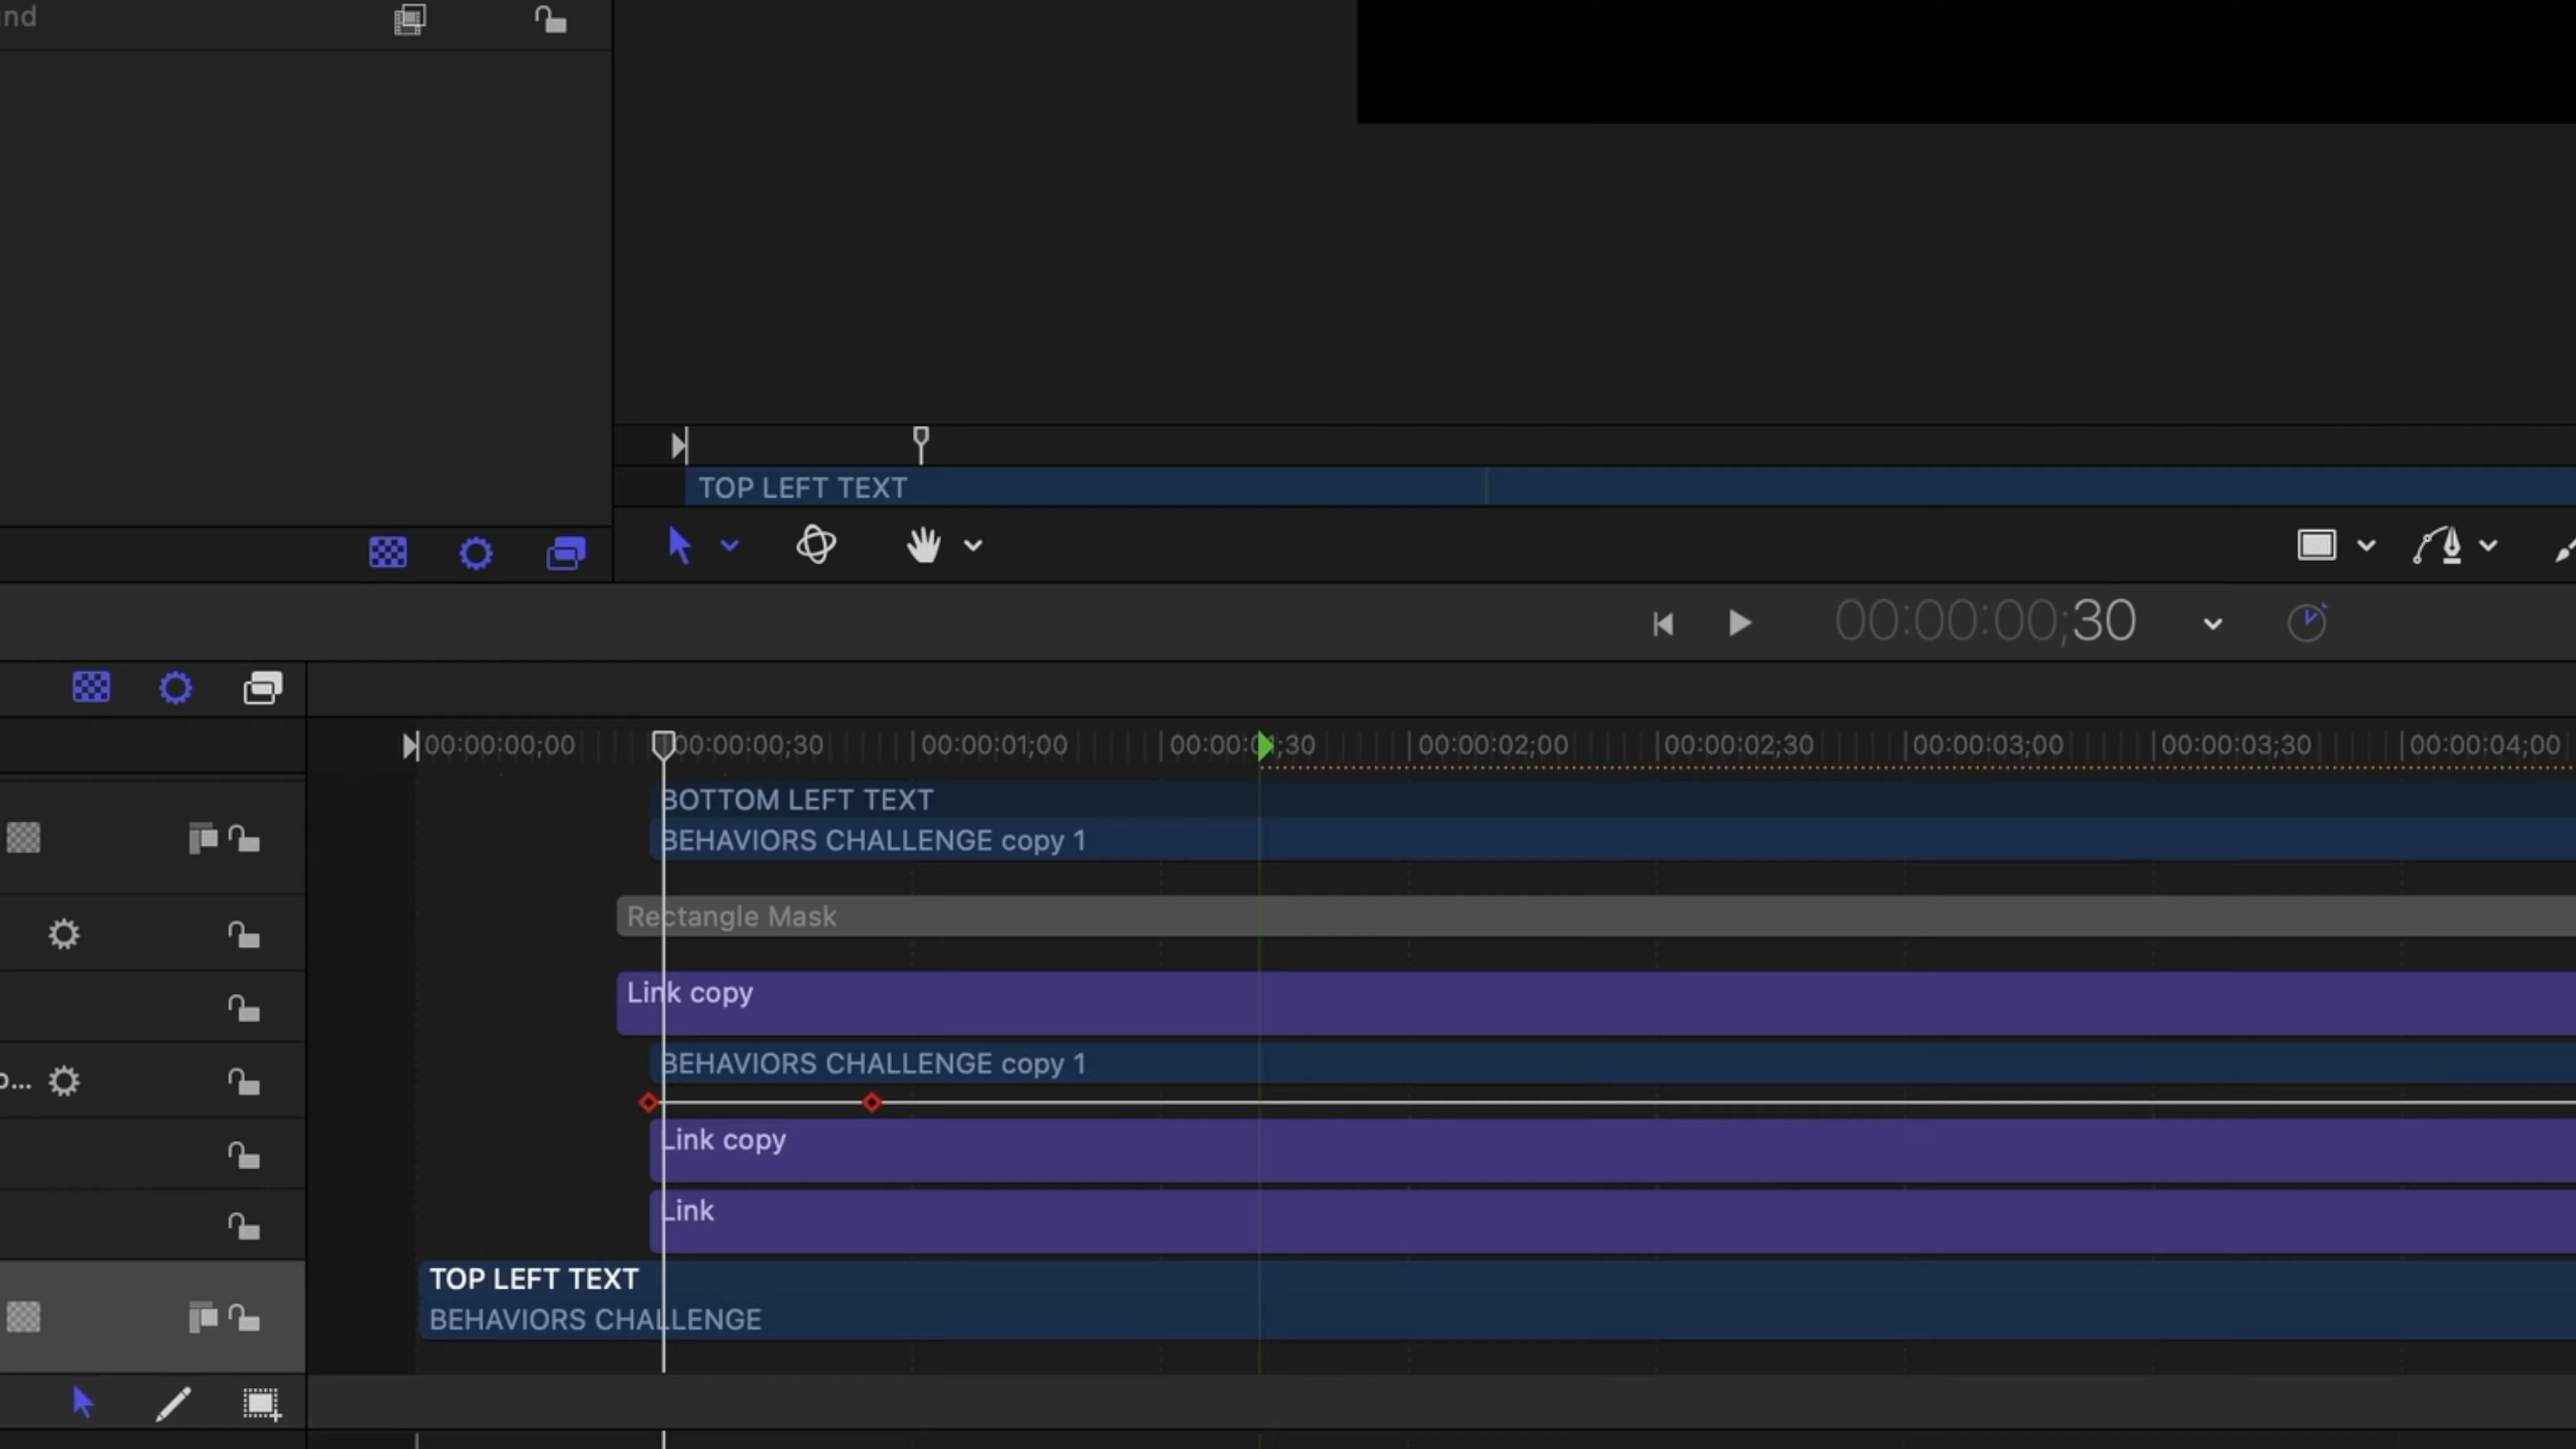 nd
TOP LEFT TEXT
00:00:00;30
00:00:00;00 00:00:00;30 00:00:01;00 00:00:01;30 00:00:02;00 00:00:02;30 00:00:03;00 00:00:03;30 00:00:04;00
BOTTOM LEFT TEXT
BEHAVIORS CHALLENGE copy 1
Rectangle Mask
Link copy
BEHAVIORS CHALLENGE copy 1
o...
Link copy
Link
TOP LEFT TEXT
BEHAVIORS CHALLENGE